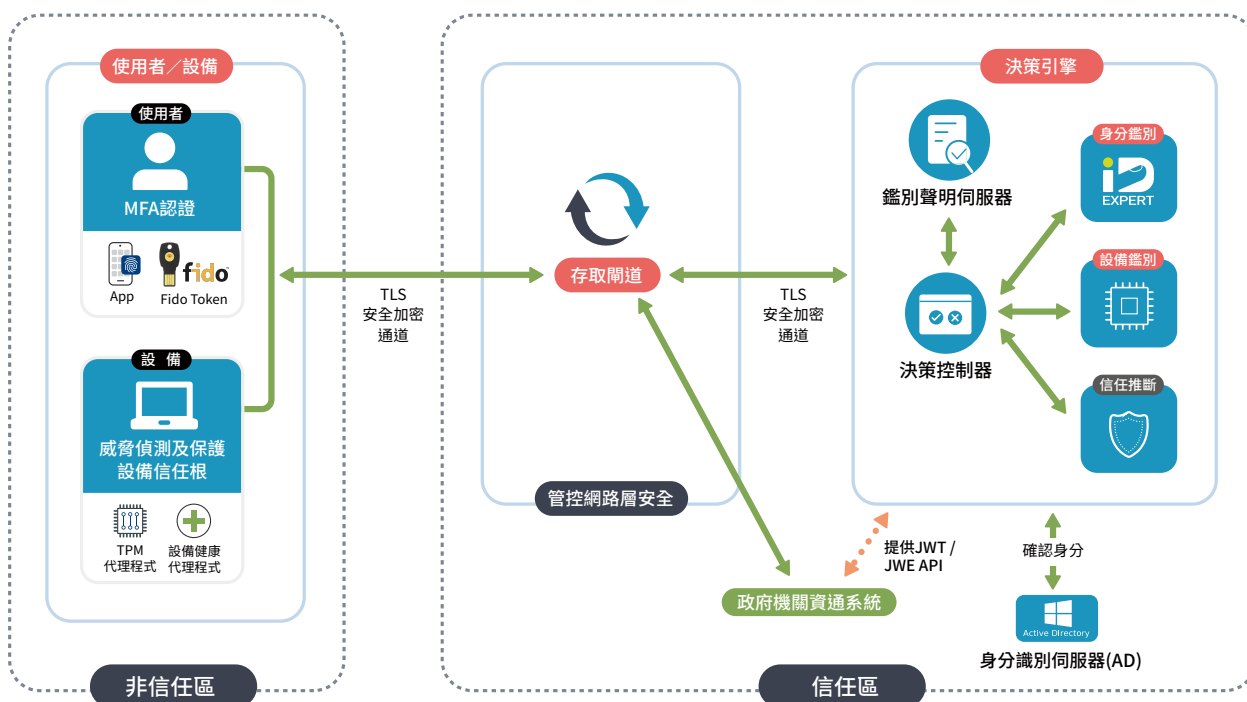 使用者／設備
使用者
MFA認證
App
fido
Fido Token
設 備
威脅偵測及保護
設備信任根
TPM
代理程式
設備健康
代理程式
非信任區
TLS
安全加密
通道
存取閘道
管控網路層安全
TLS
安全加密
通道
決策引擎
鑑別聲明伺服器
決策控制器
身分鑑別
iD
EXPERT
設備鑑別
信任推斷
提供JWT /
JWE API
政府機關資通系統
確認身分
Active Directory
身分識別伺服器(AD)
信任區